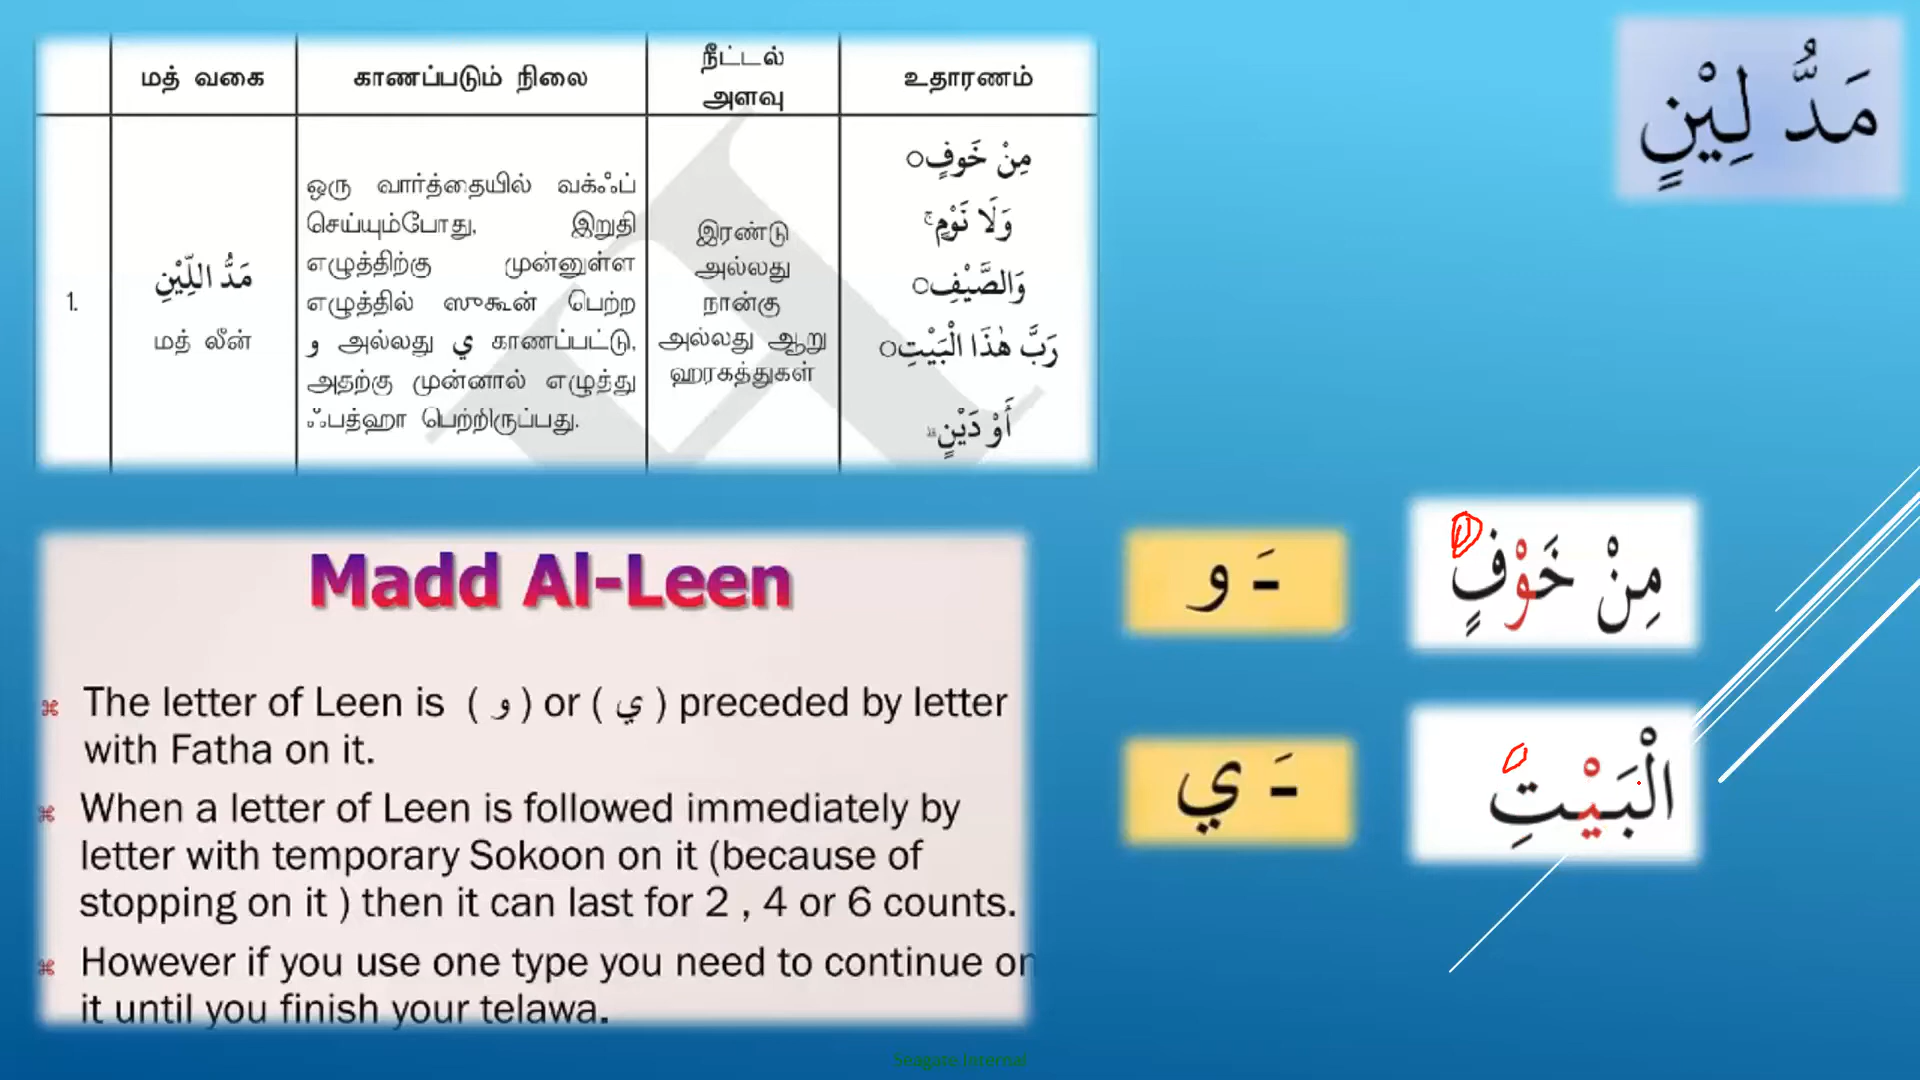 மத் வகை
காணப்படும் நிலை
நீட்டல்
அளவு
உதாரணம்
1.
مَدُّ اللِّيْنِ
மத் லீன்
ஒரு வார்த்தையில் வக்ஃப்
செய்யும்போது, இறுதி
எழுத்திற்கு முன்னுள்ள
எழுத்தில் ஸுகூன் பெற்ற
و அல்லது ي காணப்பட்டு,
அதற்கு முன்னால் எழுத்து
ஃபத்ஹா பெற்றிருப்பது.
இரண்டு
அல்லது
நான்கு
அல்லது ஆறு
ஹரகத்துகள்
مِنْ خَوفٍ○
وَلَا نَوْمٍ ۚ
وَالصَّيْفِ○
رَبَّ هٰذَا الْبَيْتِ○
أَوْ دَيْنٍ
مَدُّ لِيْنٍ
Madd Al-Leen
The letter of Leen is ( و ) or ( ي ) preceded by letter
with Fatha on it.
When a letter of Leen is followed immediately by
letter with temporary Sokoon on it (because of
stopping on it ) then it can last for 2 , 4 or 6 counts.
However if you use one type you need to continue on
it until you finish your telawa.
ـَ و
مِنْ خَوْفٍ
ـَ ي
الْبَيْتِ
Seagate Internal